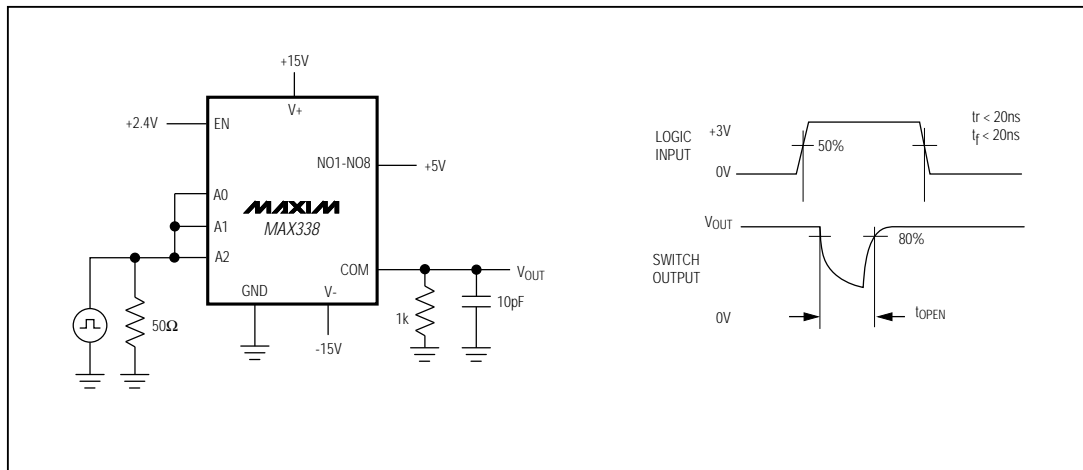 +15V
V+
+2.4V
EN
NO1-NO8
+5V
A0
A1
A2
MAXIM
MAX338
COM
VOUT
GND
V-
50Ω
-15V
1k
10pF
LOGIC
INPUT
+3V
50%
0V
tr < 20ns
tf < 20ns
VOUT
80%
SWITCH
OUTPUT
0V
tOPEN